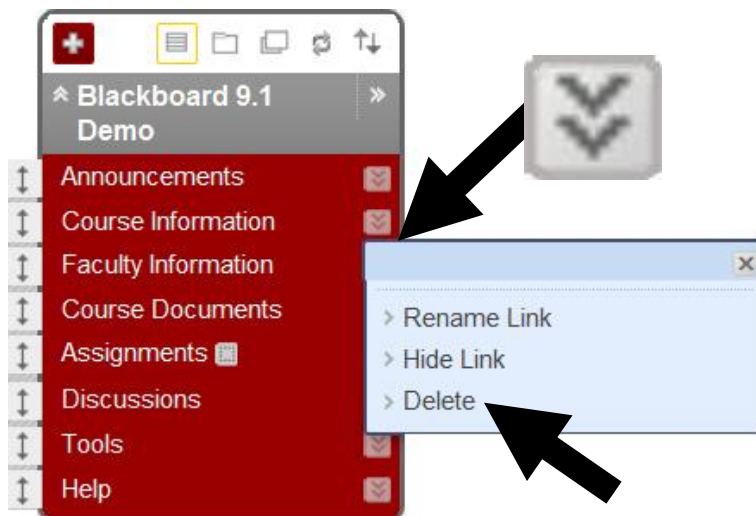 Blackboard 9.1
Demo
Announcements
Course Information
Faculty Information
Course Documents
Assignments
Discussions
Tools
Help
Rename Link
Hide Link
Delete